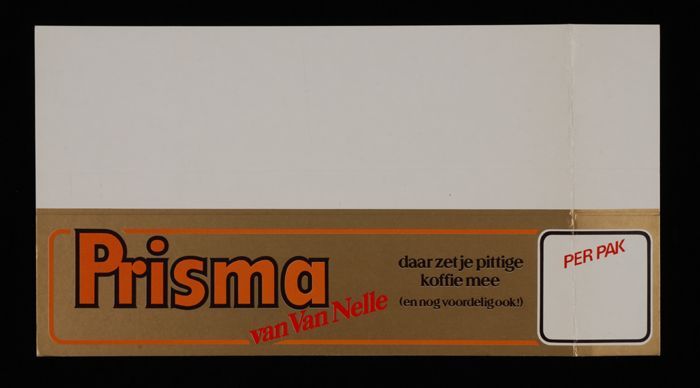 Prisma
van Van Nelle
daar zet je pittige
koffie mee
(en nog voordelig ook!)
PER PAK